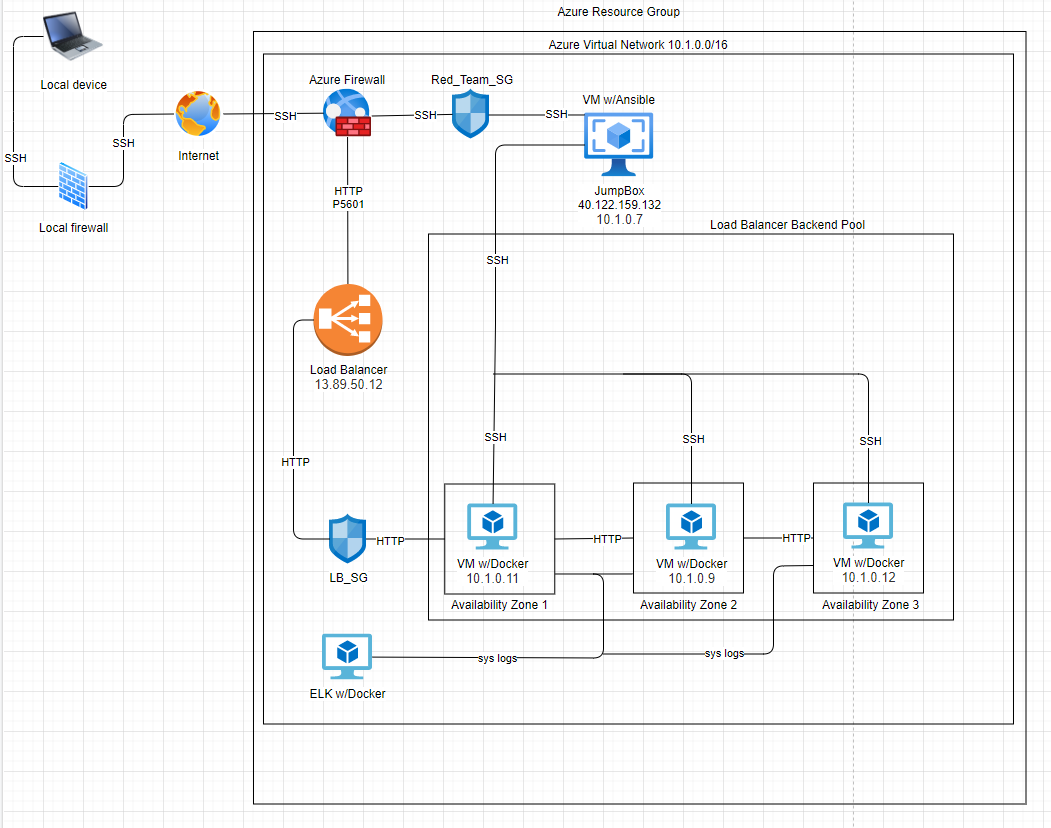 Azure Resource Group
Azure Virtual Network 10.1.0.0/16
Local device
Azure Firewall
Red_Team_SG
VM w/Ansible
SSH
SSH
SSH
SSH
SSH
Internet
Local firewall
HTTP
P5601
JumpBox
40.122.159.132
10.1.0.7
Load Balancer Backend Pool
SSH
Load Balancer
13.89.50.12
SSH
SSH
SSH
HTTP
HTTP
HTTP
HTTP
LB_SG
VM w/Docker
10.1.0.11
VM w/Docker
10.1.0.9
VM w/Docker
10.1.0.12
Availability Zone 1
Availability Zone 2
Availability Zone 3
sys logs
sys logs
ELK w/Docker